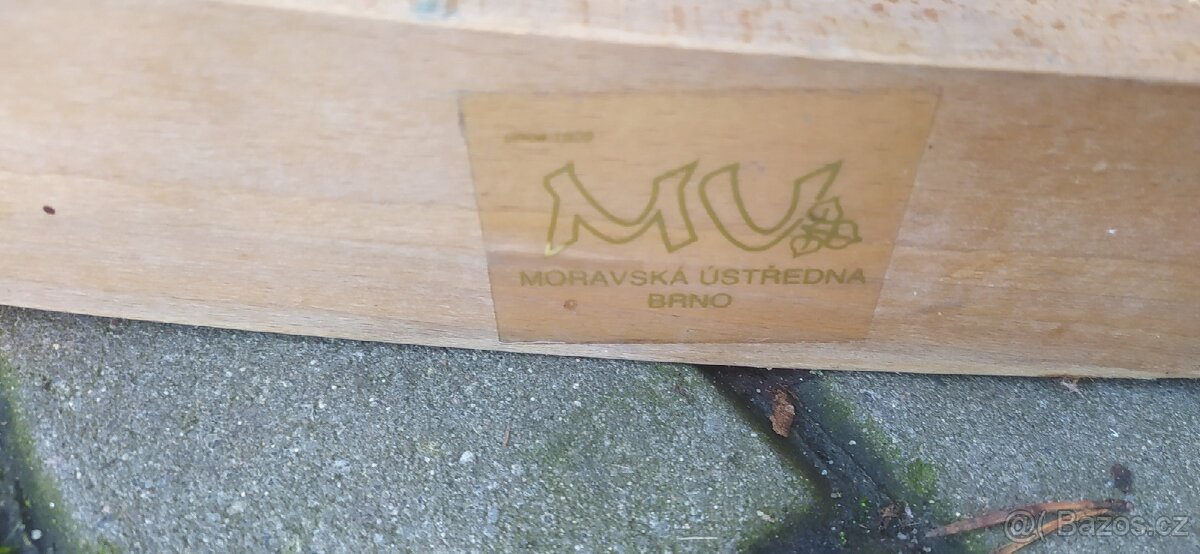 MU
MORAVSKÁ ÚSTŘEDNA
BRNO
@(Bazos.cz